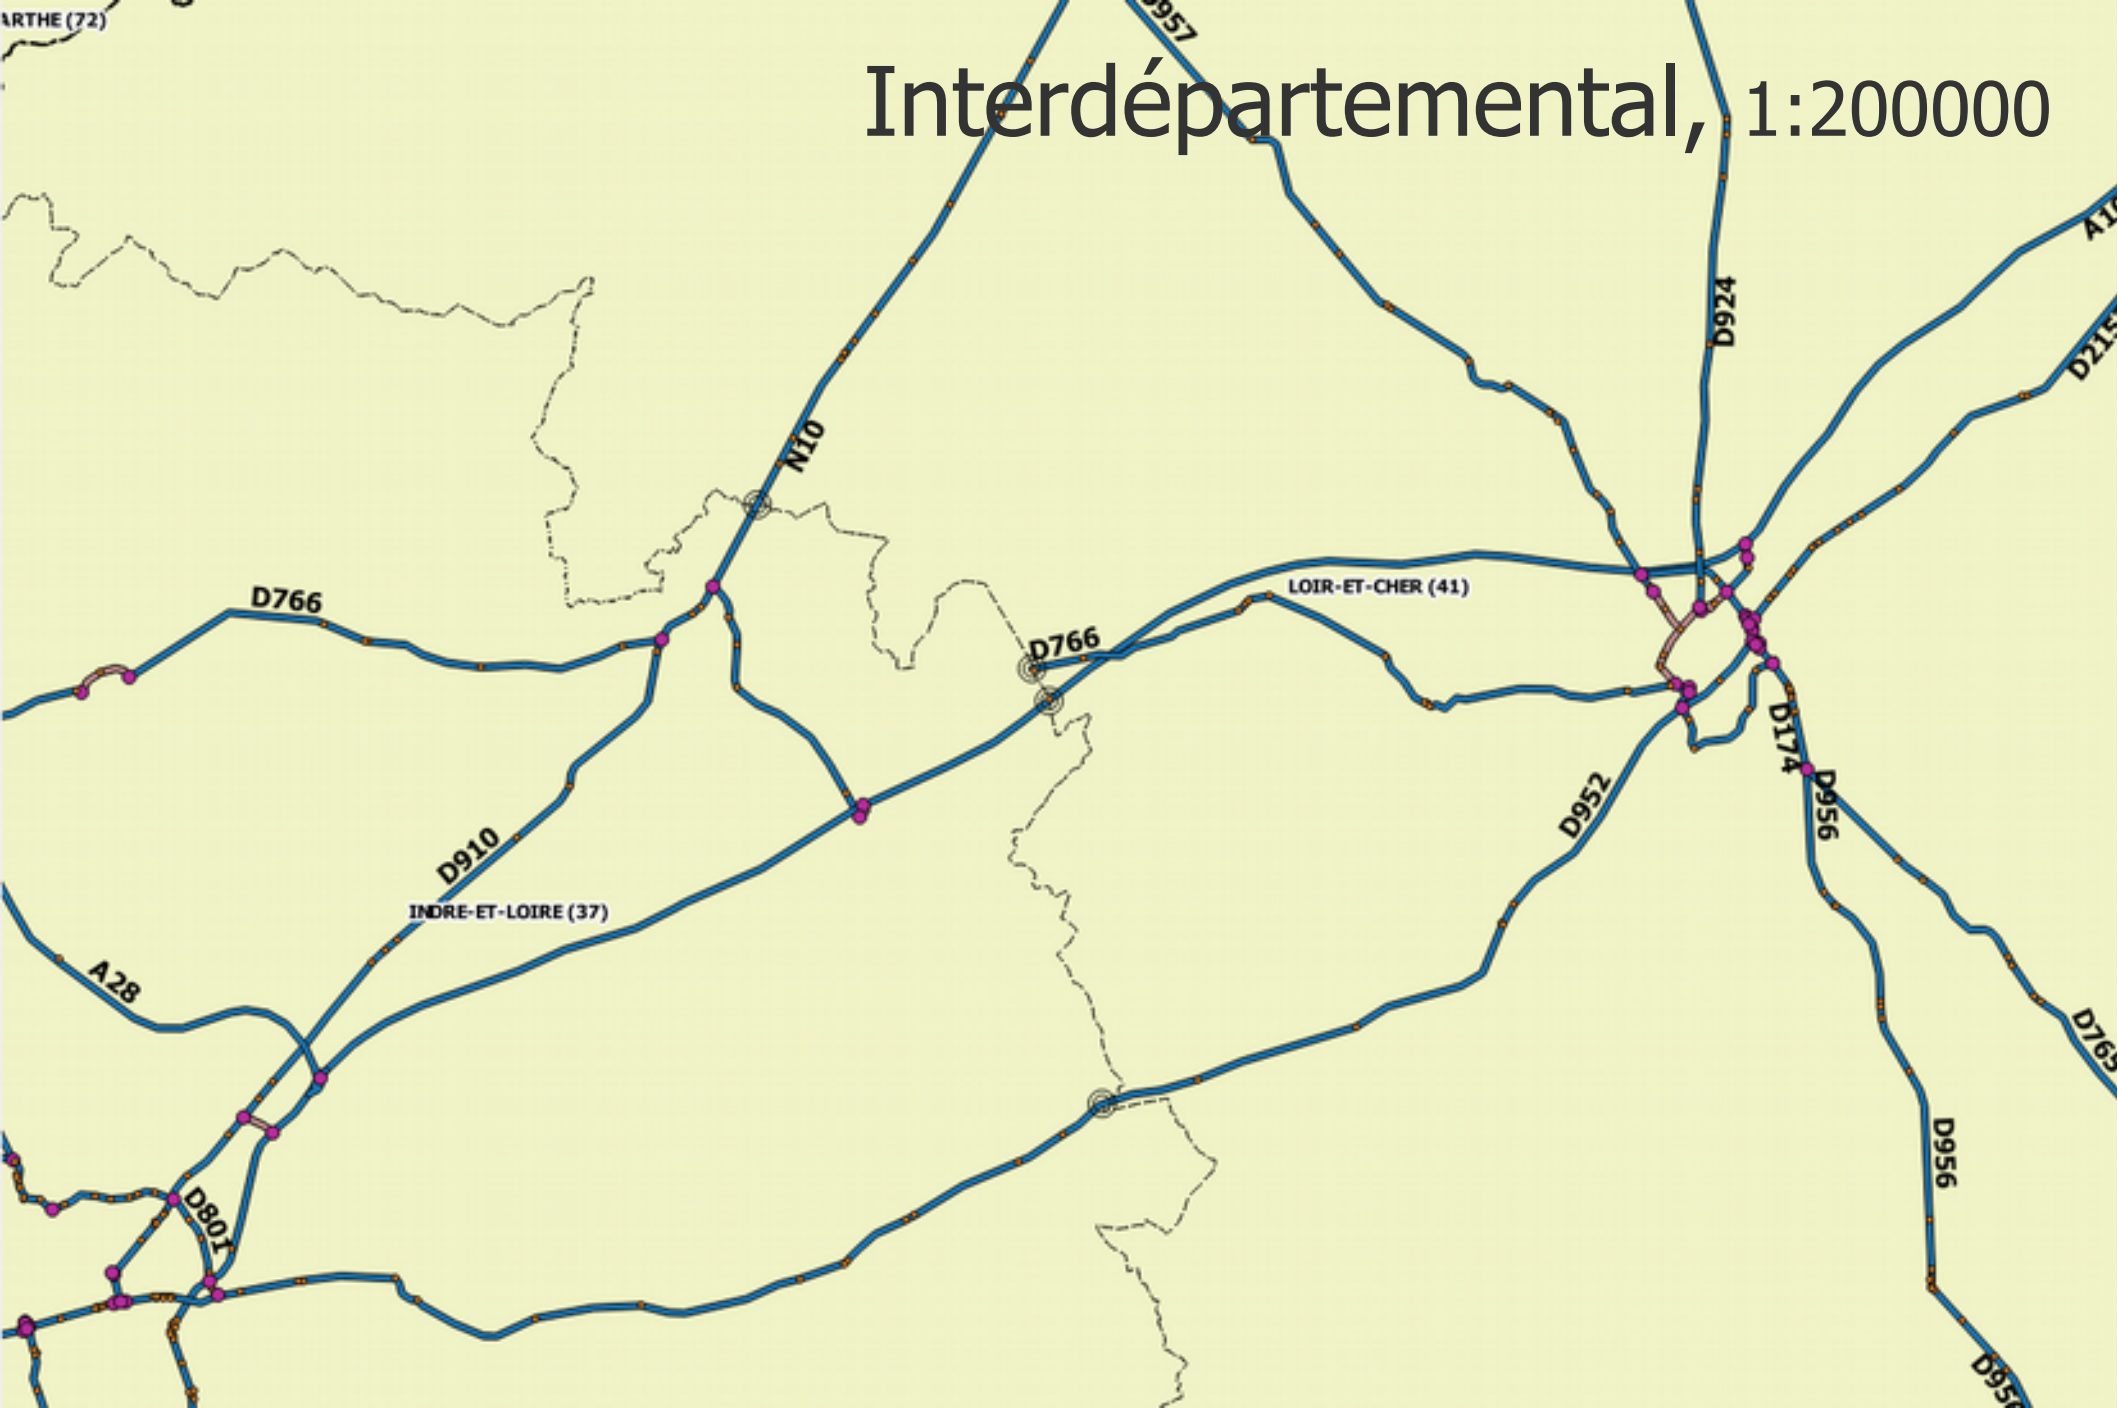 ARTHE (72)
D957
Interdépartemental, 1:200000
A10
D924
D215
N10
D766
LOIR-ET-CHER (41)
D766
D174
D956
D952
D910
INDRE-ET-LOIRE (37)
A28
D765
D956
D801
D956